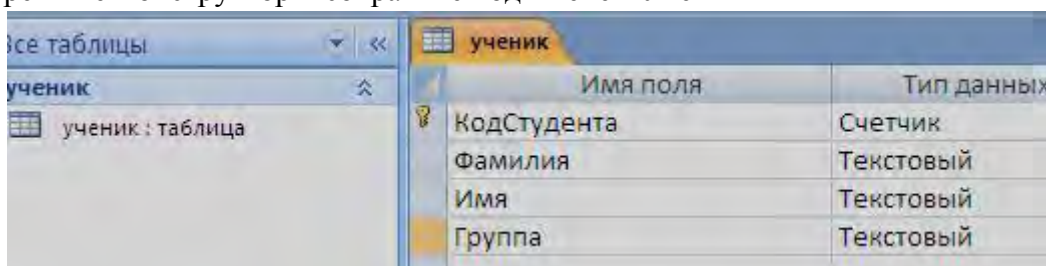 Все таблицы
ученик
ученик : таблица
ученик
Имя поля
Тип данных
КодСтудента
Счетчик
Фамилия
Текстовый
Имя
Текстовый
Группа
Текстовый